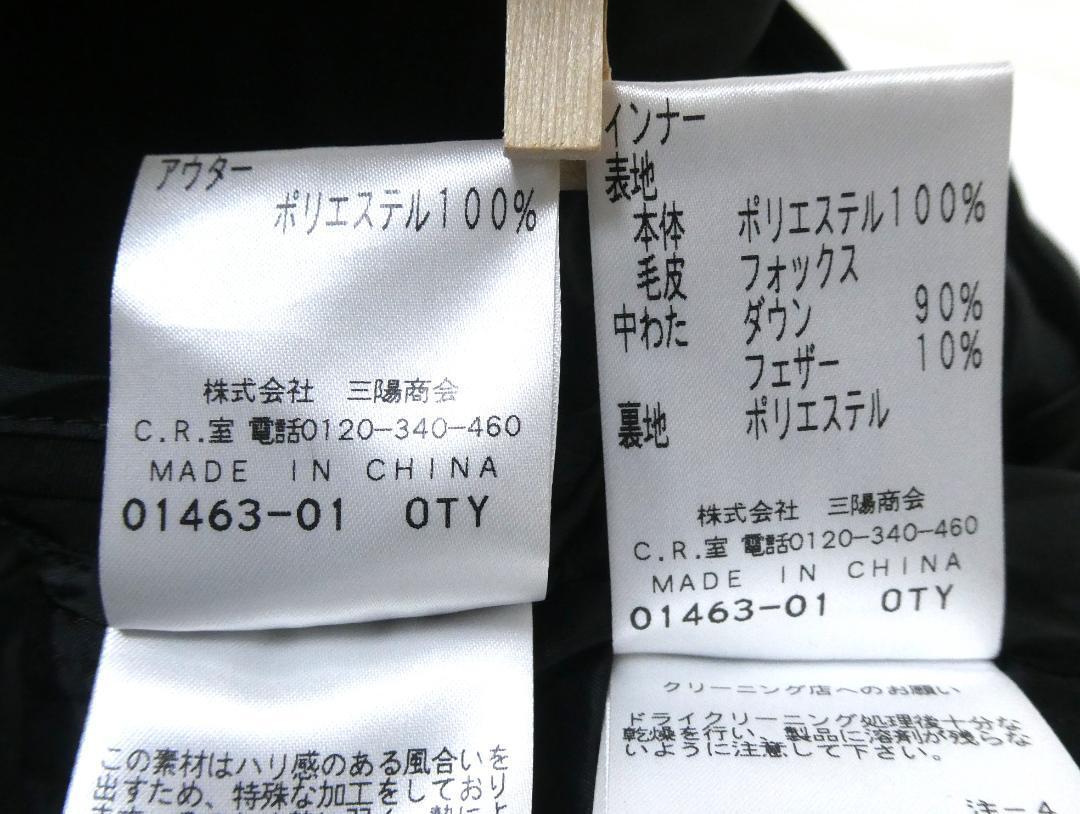 アウター
ポリエステル100%
株式会社 三陽商会
C.R.室 電話0120-340-460
MADE IN CHINA
01463-01 OTY
この素材はハリ感のある風合いを
出すため、特殊な加工をしており
インナー
表地
本体 ポリエステル100%
毛皮 フォックス
中わた ダウン 90%
フェザー 10%
裏地 ポリエステル
株式会社 三陽商会
C.R.室 電話0120-340-460
MADE IN CHINA
01463-01 OTY
クリーニング店へのお願い
ドライクリーニング処理後十分な
乾燥を行い、製品に溶剤が残らな
いように注意して下さい。
注-4